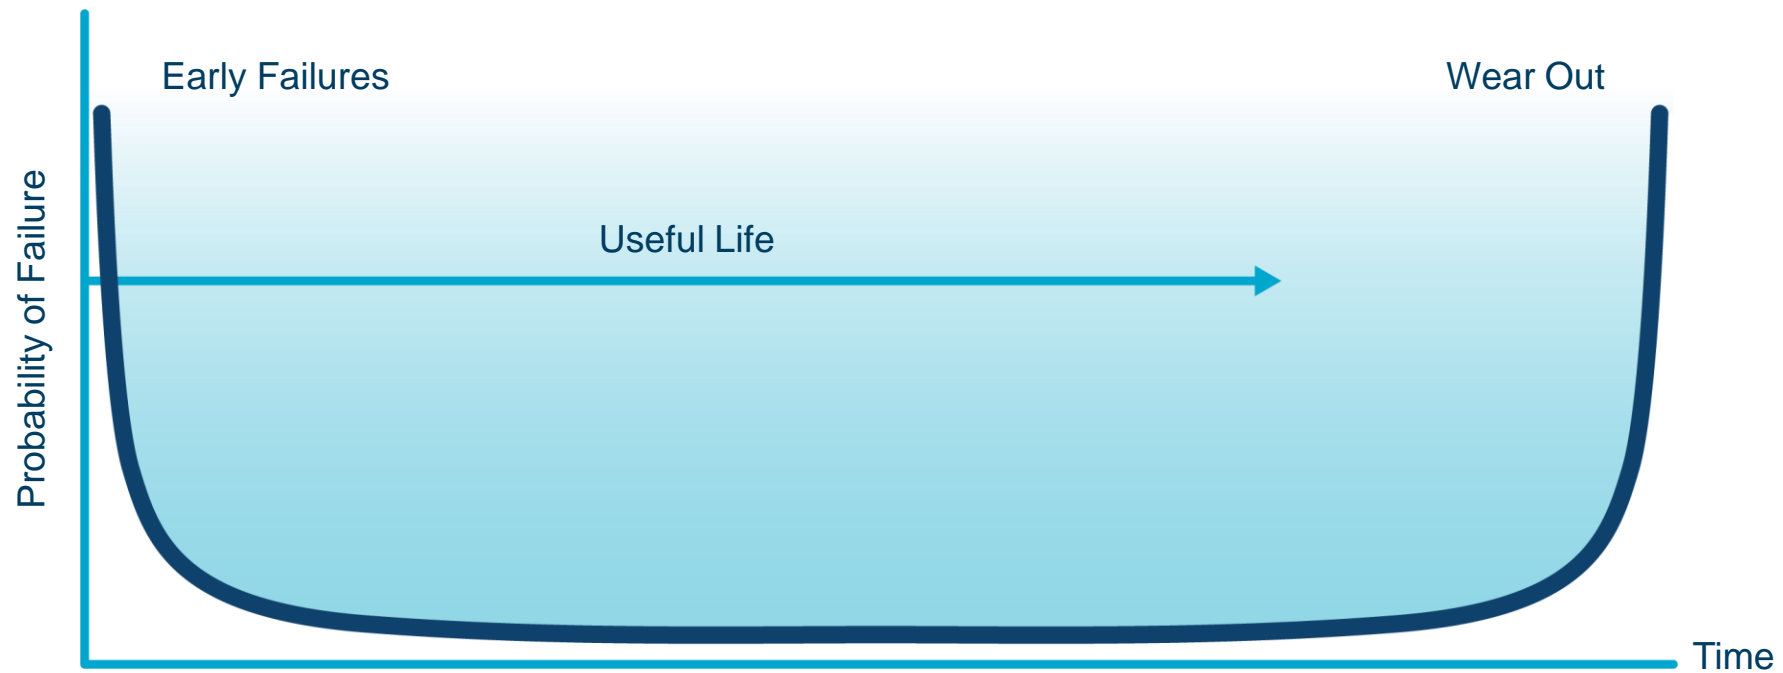 Early Failures
Wear Out
Useful Life
Probability of Failure
Time